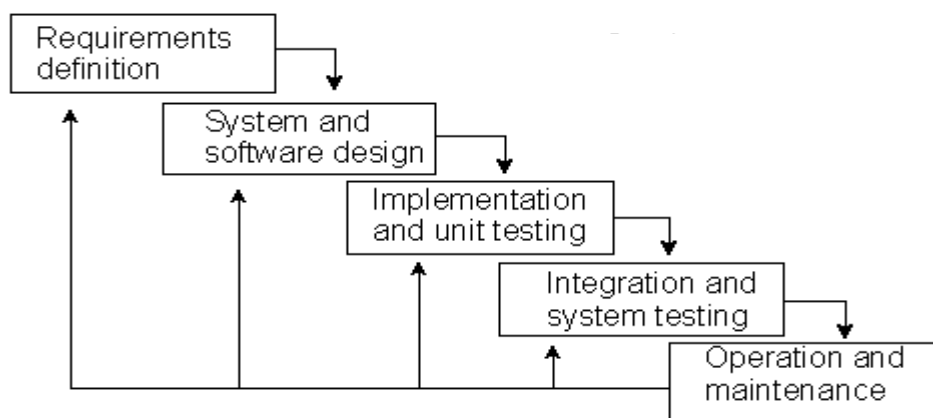 Requirements
definition
System and
software design
Implementation
and unit testing
Integration and
system testing
Operation and
maintenance